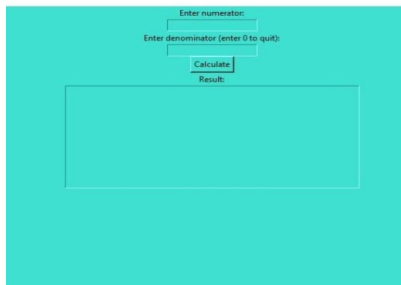 Enter numerator:
Enter denominator (enter 0 to quit):
Calculate
Result: